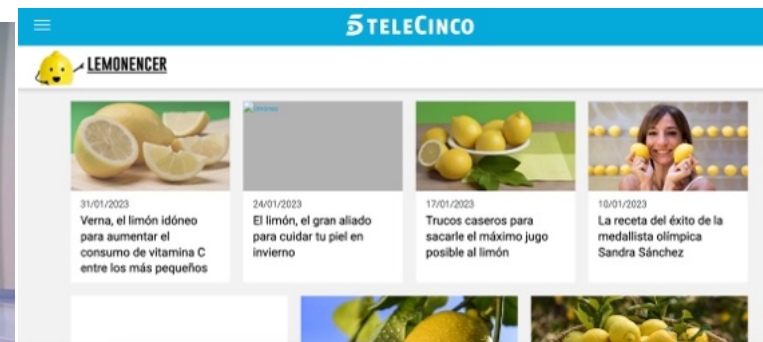 TELECINCO
LEMONENCER
31/01/2023
Verna, el limón idóneo
para aumentar el
consumo de vitamina C
entre los más pequeños
24/01/2023
El limón, el gran aliado
para cuidar tu piel en
invierno
17/01/2023
Trucos caseros para
sacarle el máximo jugo
posible al limón
10/01/2023
La receta del éxito de la
medallista olímpica
Sandra Sánchez